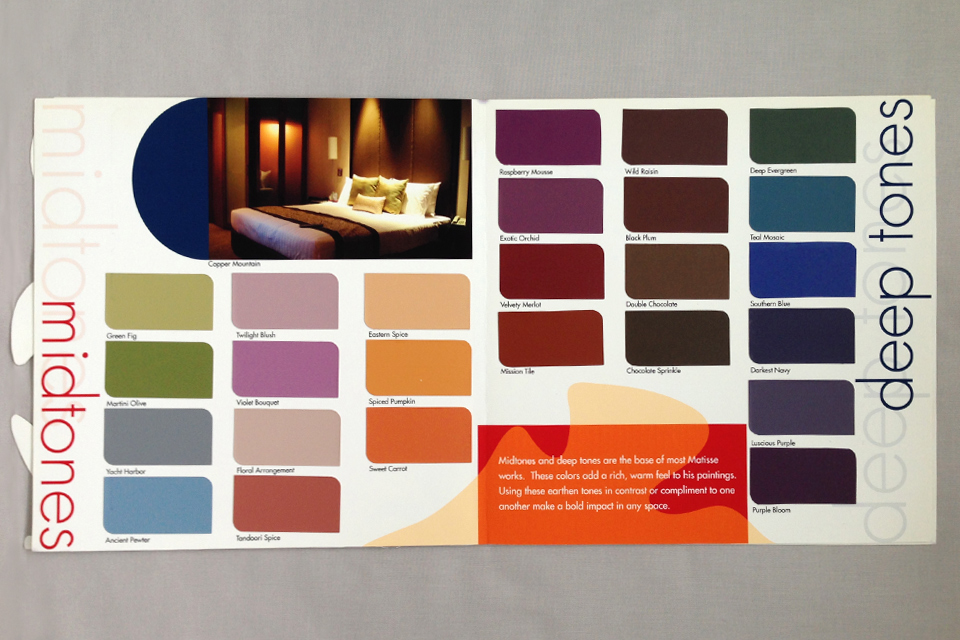 midtones
midtones
Copper Mountain
Green Fig
Twilight Blush
Eastern Spice
Martini Olive
Violet Bouquet
Spiced Pumpkin
Yacht Harbor
Floral Arrangement
Sweet Carrot
Ancient Pewter
Tandoori Spice
Raspberry Mousse
Wild Raisin
Deep Evergreen
Exotic Orchid
Black Plum
Teal Mosaic
Velvety Merlot
Double Chocolate
Southern Blue
Mission Tile
Chocolate Sprinkle
Darkest Navy
Luscious Purple
Purple Bloom
Midtones and deep tones are the base of most Matisse
works. These colors add a rich, warm feel to his paintings.
Using these earthen tones in contrast or compliment to one
another make a bold impact in any space.
deep tones
deep tones